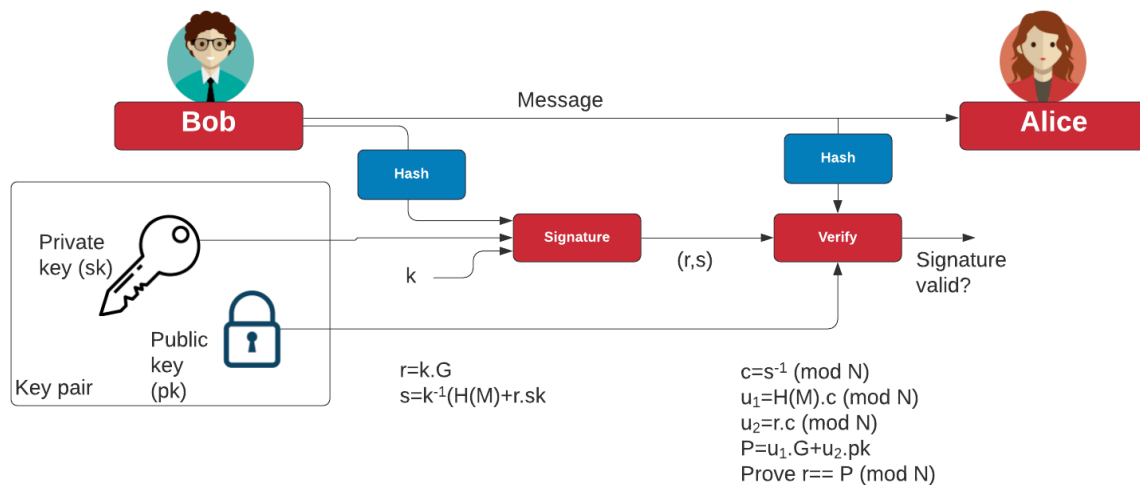 Message
Bob
Alice
Hash
Hash
Private
key (sk)
Signature
Verify
(r,s)
Signature
valid?
k
Public
key
(pk)
Key pair
r=k.G
s=k⁻¹(H(M)+r.sk)
c=s⁻¹ (mod N)
u₁=H(M).c (mod N)
u₂=r.c (mod N)
P=u₁.G+u₂.pk
Prove r== P (mod N)